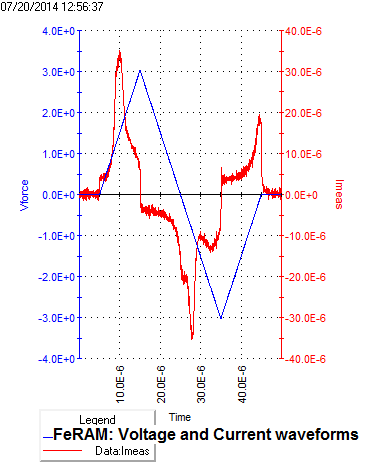 07/20/2014 12:56:37
4.0E+0
40.0E-6
3.0E+0
30.0E-6
2.0E+0
20.0E-6
1.0E+0
10.0E-6
Vforce
0.0E+0
0.0E+0
Imeas
-1.0E+0
-10.0E-6
-2.0E+0
-20.0E-6
-3.0E+0
-30.0E-6
-4.0E+0
-40.0E-6
10.0E-6
20.0E-6
30.0E-6
40.0E-6
Time
Legend
FeRAM: Voltage and Current waveforms
Data:Imeas